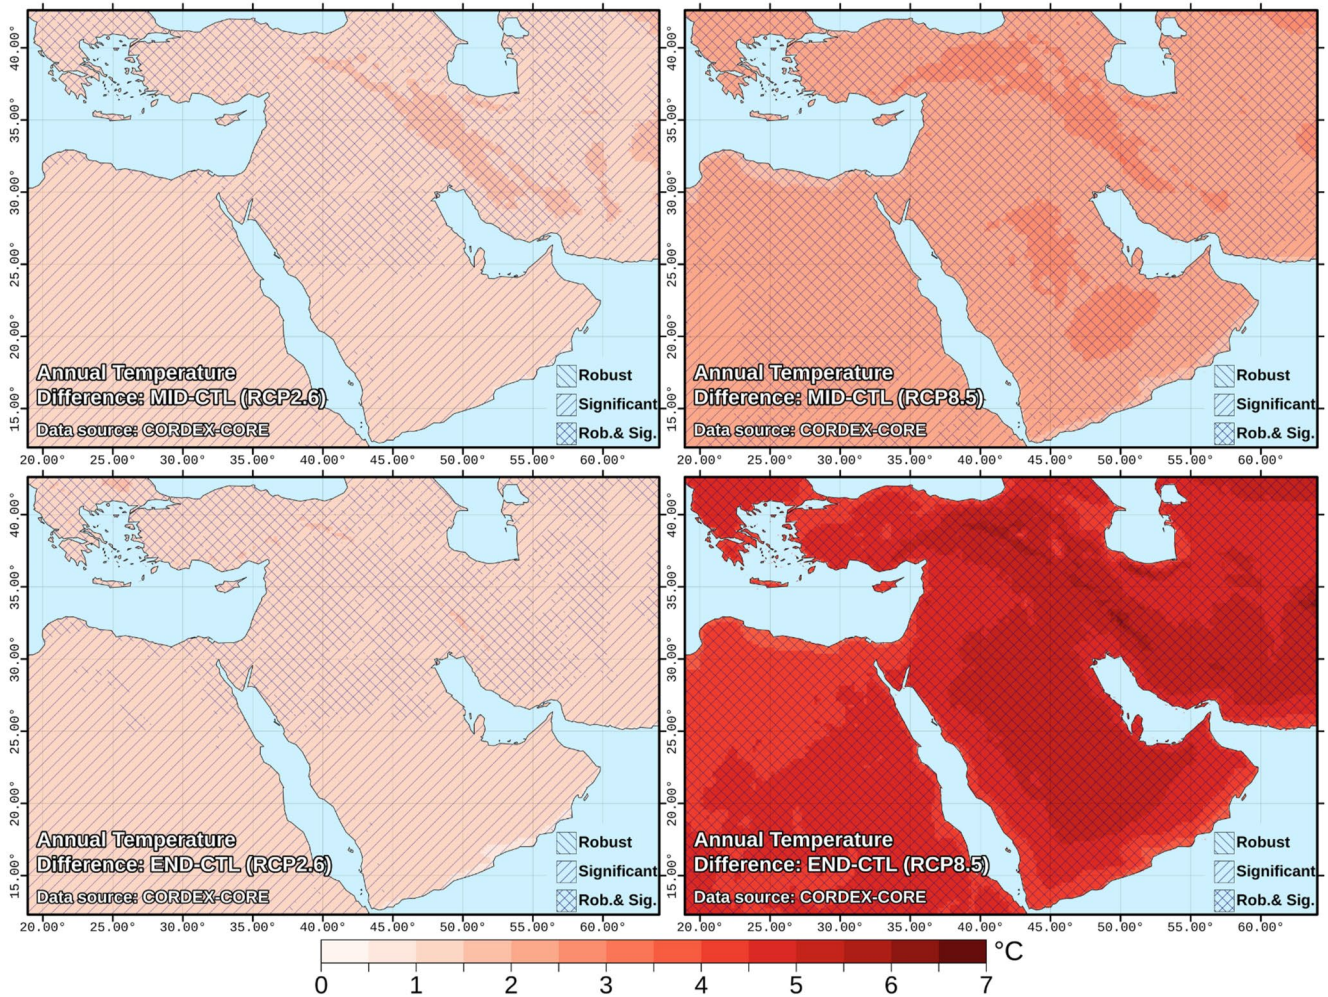 40.00°
35.00°
30.00°
25.00°
20.00°
15.00°
Annual Temperature
Difference: MID-CTL (RCP2.6)
Data source: CORDEX-CORE
Robust
Significant
Rob.& Sig.
20.00° 25.00° 30.00° 35.00° 40.00° 45.00° 50.00° 55.00° 60.00°
40.00°
35.00°
30.00°
25.00°
20.00°
15.00°
Annual Temperature
Difference: MID-CTL (RCP8.5)
Data source: CORDEX-CORE
Robust
Significant
Rob.& Sig.
20.00° 25.00° 30.00° 35.00° 40.00° 45.00° 50.00° 55.00° 60.00°
40.00°
35.00°
30.00°
25.00°
20.00°
15.00°
Annual Temperature
Difference: END-CTL (RCP2.6)
Data source: CORDEX-CORE
Robust
Significant
Rob.& Sig.
20.00° 25.00° 30.00° 35.00° 40.00° 45.00° 50.00° 55.00° 60.00°
40.00°
35.00°
30.00°
25.00°
20.00°
15.00°
Annual Temperature
Difference: END-CTL (RCP8.5)
Data source: CORDEX-CORE
Robust
Significant
Rob.& Sig.
20.00° 25.00° 30.00° 35.00° 40.00° 45.00° 50.00° 55.00° 60.00°
°C
0 1 2 3 4 5 6 7